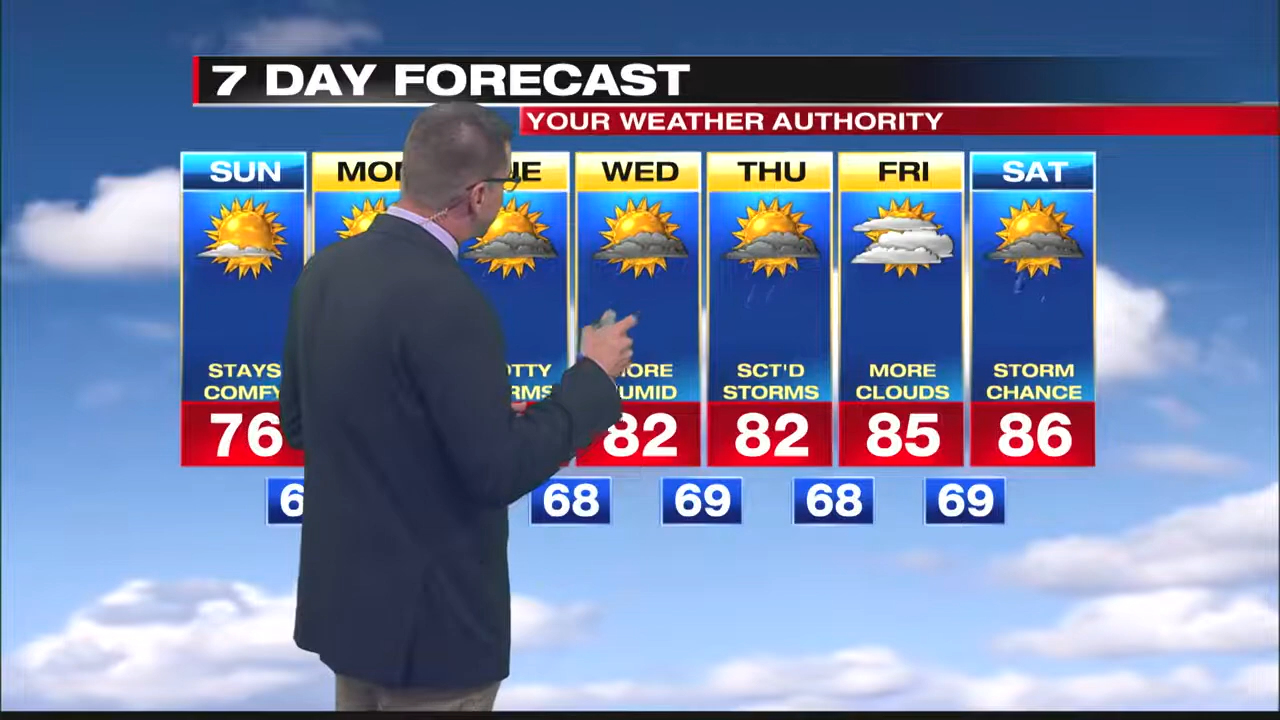 7 DAY FORECAST
YOUR WEATHER AUTHORITY
SUN
WED
THU
FRI
SAT
STAYS
COMFY
SCT'D
STORMS
MORE
CLOUDS
STORM
CHANCE
76
82
82
85
86
68
69
68
69